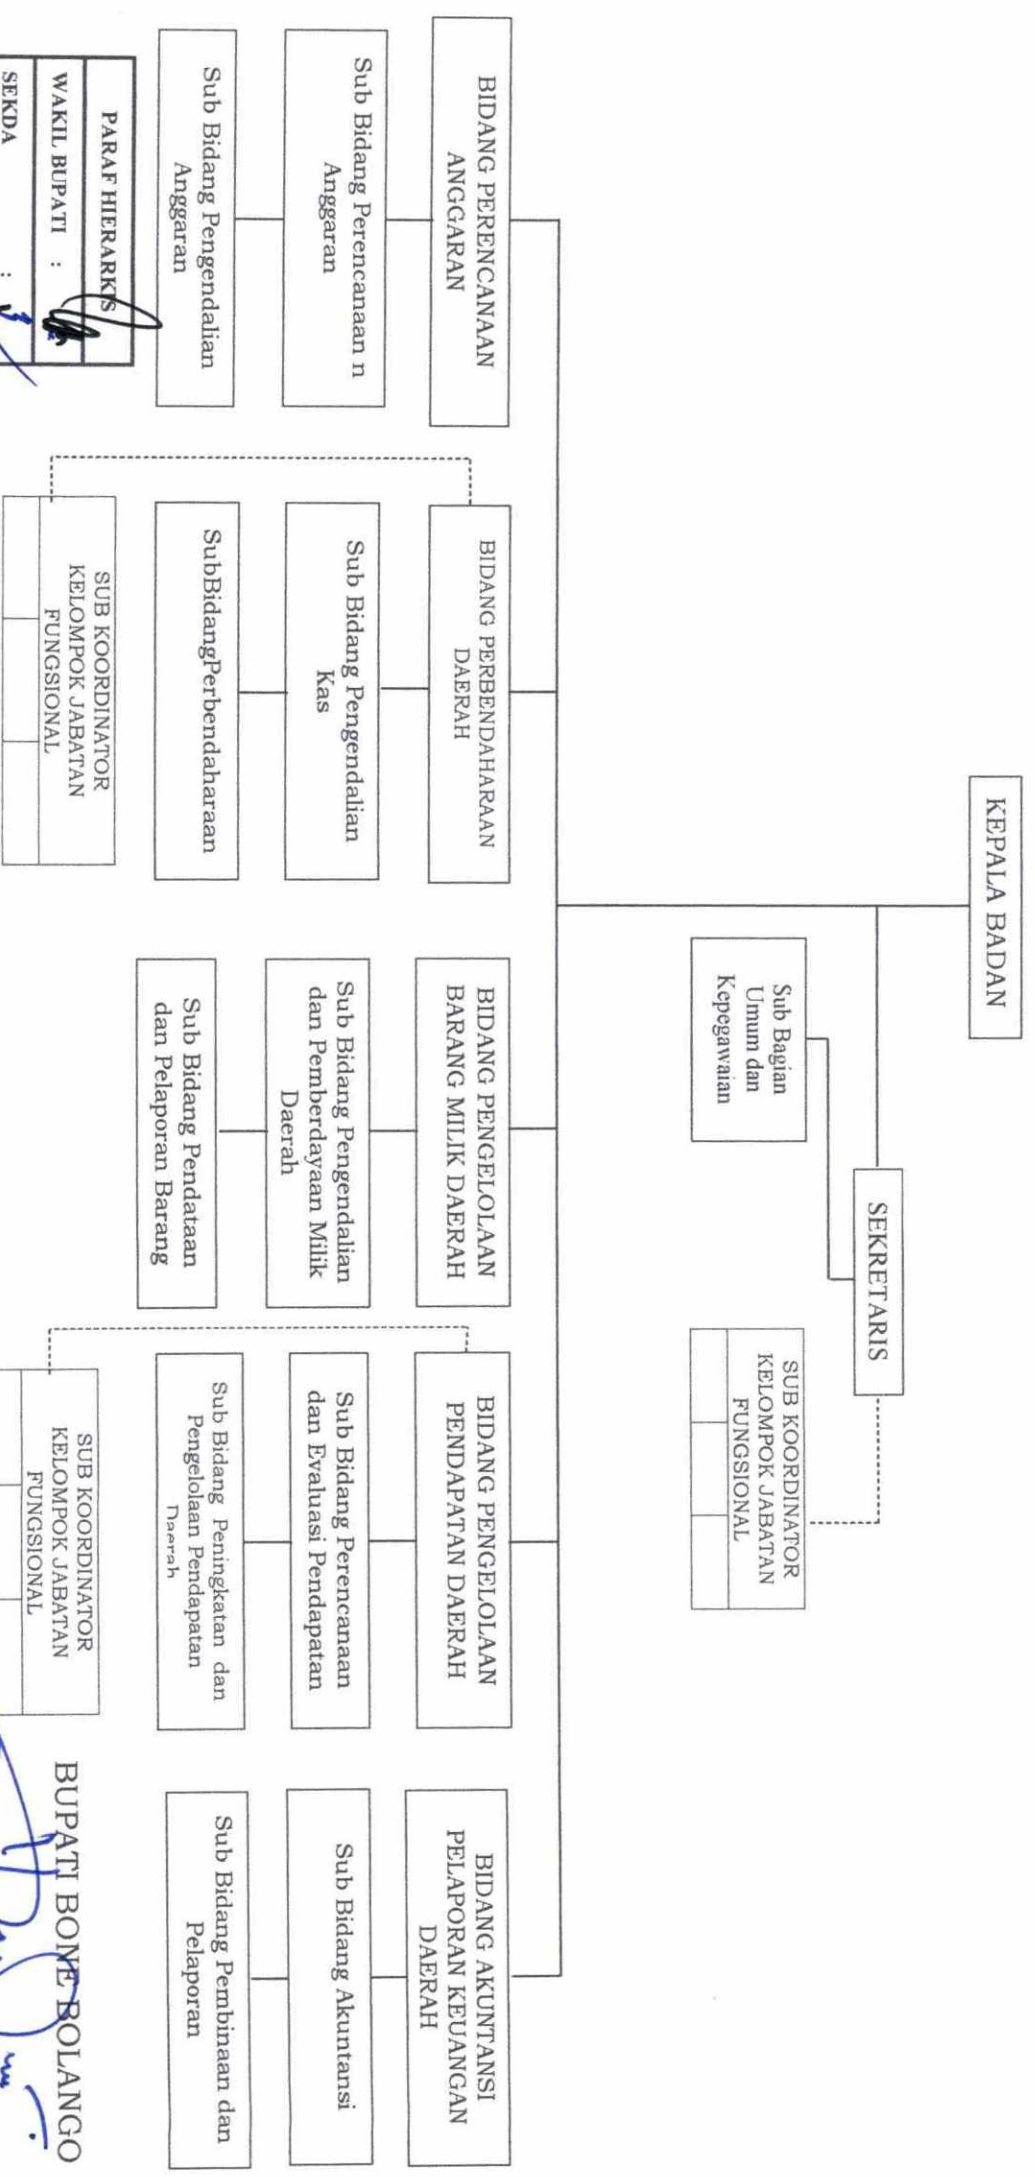 KEPALA BADAN
SEKRETARIS
Sub Bagian
Umum dan
Kepegawaian
SUB KOORDINATOR
KELOMPOK JABATAN
FUNGSIONAL
BIDANG PERENCANAAN
ANGGARAN
Sub Bidang Perencanaan n
Anggaran
Sub Bidang Pengendalian
Anggaran
BIDANG PERBENDAHARAAN
DAERAH
Sub Bidang Pengendalian
Kas
SubBidangPerbendaharaan
SUB KOORDINATOR
KELOMPOK JABATAN
FUNGSIONAL
BIDANG PENGELOLAAN
BARANG MILIK DAERAH
Sub Bidang Pengendalian
dan Pemberdayaan Milik
Daerah
Sub Bidang Pendataan
dan Pelaporan Barang
BIDANG PENGELOLAAN
PENDAPATAN DAERAH
Sub Bidang Perencanaan
dan Evaluasi Pendapatan
Sub Bidang Peningkatan dan
Pengelolaan Pendapatan
Daerah
SUB KOORDINATOR
KELOMPOK JABATAN
FUNGSIONAL
BIDANG AKUNTANSI
PELAPORAN KEUANGAN
DAERAH
Sub Bidang Akuntansi
Sub Bidang Pembinaan dan
Pelaporan
PARAF HIERARKIS
WAKIL BUPATI :
SEKDA :
BUPATI BONE BOLANGO